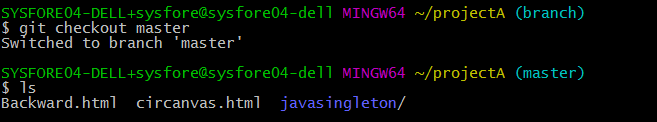 SYSFORE04-DELL+sysfore@sysfore04-dell MINGW64 ~/projectA (branch)
$ git checkout master
Switched to branch 'master'
SYSFORE04-DELL+sysfore@sysfore04-dell MINGW64 ~/projectA (master)
$ ls
Backward.html  circanvas.html  javasingleton/